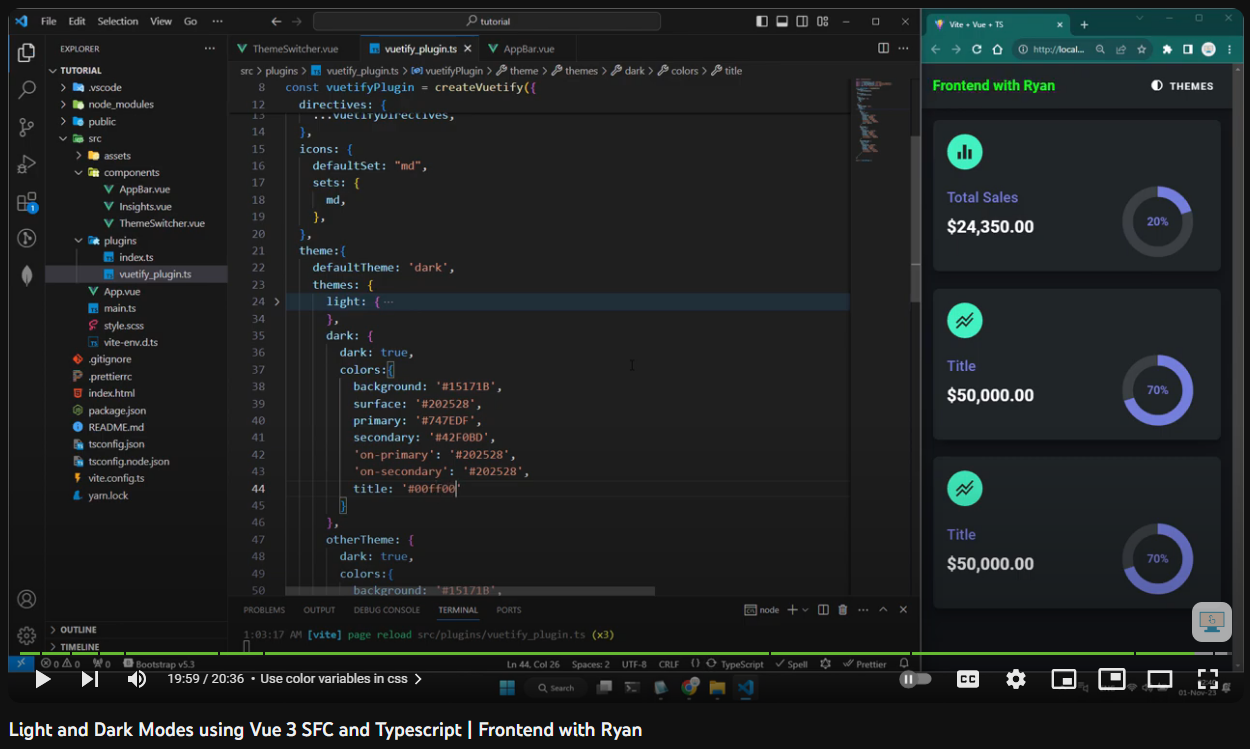 File Edit Selection View Go ··· tutorial
EXPLORER ···
TUTORIAL
.vscode
node_modules
public
src
assets
components
AppBar.vue
Insights.vue
ThemeSwitcher.vue
plugins
index.ts
vuetify_plugin.ts
App.vue
main.ts
style.scss
vite-env.d.ts
.gitignore
.prettierrc
index.html
package.json
README.md
tsconfig.json
tsconfig.node.json
vite.config.ts
yarn.lock
OUTLINE
TIMELINE
1
ThemeSwitcher.vue vuetify_plugin.ts AppBar.vue
src > plugins > vuetify_plugin.ts > vuetifyPlugin > theme > themes > dark > colors > title
8 const vuetifyPlugin = createVuetify({
12 directives: {
13 ...vuetifyDirectives,
14 },
15 icons: {
16 defaultSet: "md",
17 sets: {
18 md,
19 },
20 },
21 theme:{
22 defaultTheme: 'dark',
23 themes: {
24 light: { ···
34 },
35 dark: {
36 dark: true,
37 colors:{
38 background: '#15171B',
39 surface: '#202528',
40 primary: '#747EDF',
41 secondary: '#42F0BD',
42 'on-primary': '#202528',
43 'on-secondary': '#202528',
44 title: '#00ff00'
45 }
46 },
47 otherTheme: {
48 dark: true,
49 colors:{
50 background: '#15171B',
PROBLEMS OUTPUT DEBUG CONSOLE TERMINAL PORTS node
1:03:17 AM [vite] page reload src/plugins/vuetify_plugin.ts (x3)
0 0 0 Bootstrap v5.3 Ln 44, Col 26 Spaces: 2 UTF-8 CRLF {} TypeScript Spell Prettier
Search
01-Nov-23
Vite + Vue + TS
http://local...
Frontend with Ryan THEMES
Total Sales
$24,350.00
20%
Title
$50,000.00
70%
Title
$50,000.00
70%
19:59 / 20:36 • Use color variables in css
CC
Light and Dark Modes using Vue 3 SFC and Typescript | Frontend with Ryan